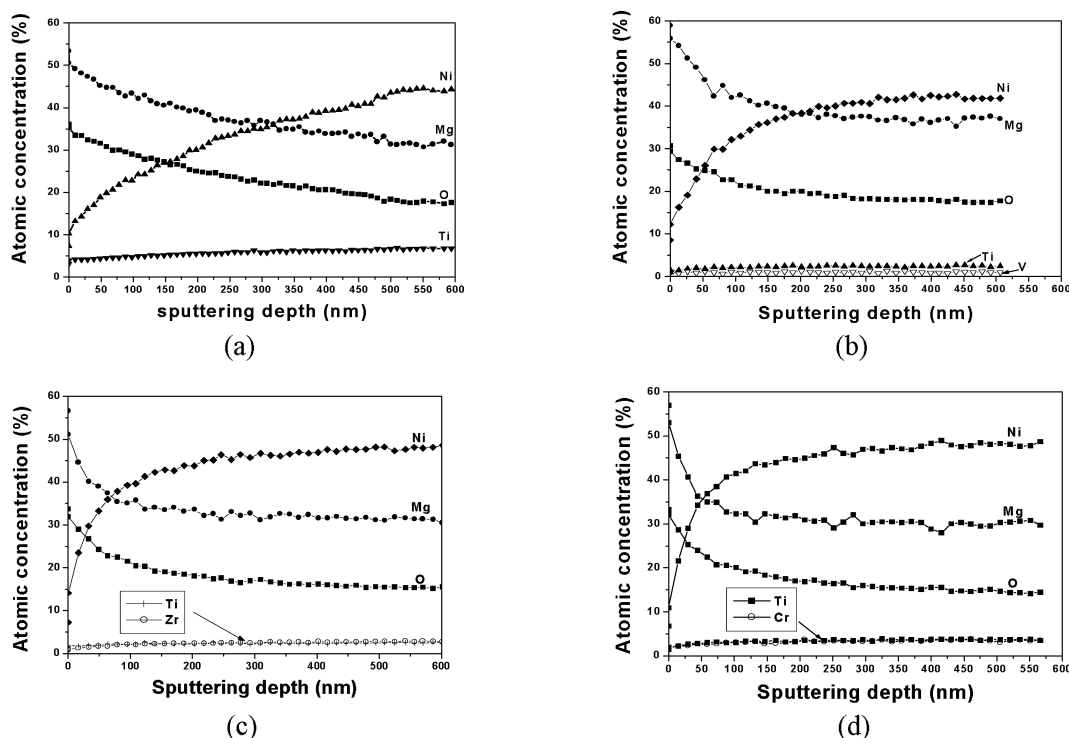 Atomic concentration (%)
60
50
40
30
20
10
0
Ni
Mg
O
Ti
0 50 100 150 200 250 300 350 400 450 500 550 600
sputtering depth (nm)
(a)
Atomic concentration (%)
60
50
40
30
20
10
0
Ni
Mg
O
Ti
V
0 50 100 150 200 250 300 350 400 450 500 550 600
Sputtering depth (nm)
(b)
Atomic concentration (%)
60
50
40
30
20
10
0
Ni
Mg
O
Ti
Zr
0 100 200 300 400 500 600
Sputtering depth (nm)
(c)
Atomic concentration (%)
60
50
40
30
20
10
0
Ni
Mg
O
Ti
Cr
0 50 100 150 200 250 300 350 400 450 500 550 600
Sputtering depth (nm)
(d)